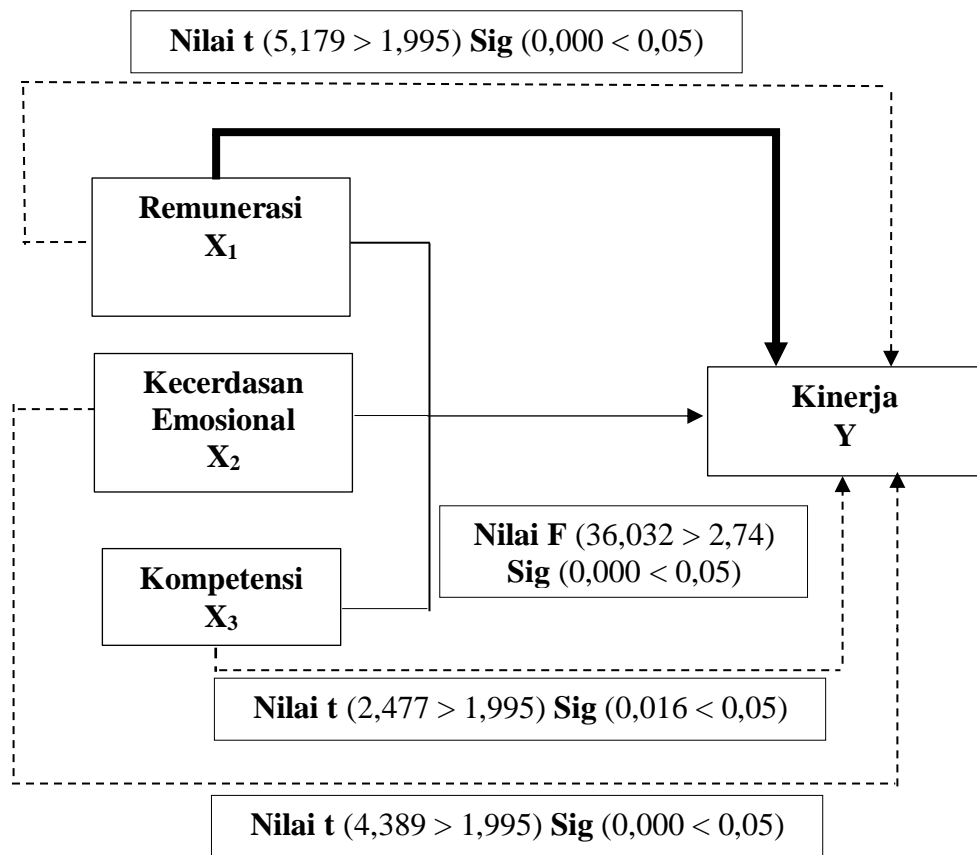 Nilai t (5,179 > 1,995) Sig (0,000 < 0,05)
Remunerasi
X₁
Kecerdasan
Emosional
X₂
Kinerja
Y
Nilai F (36,032 > 2,74)
Sig (0,000 < 0,05)
Kompetensi
X₃
Nilai t (2,477 > 1,995) Sig (0,016 < 0,05)
Nilai t (4,389 > 1,995) Sig (0,000 < 0,05)